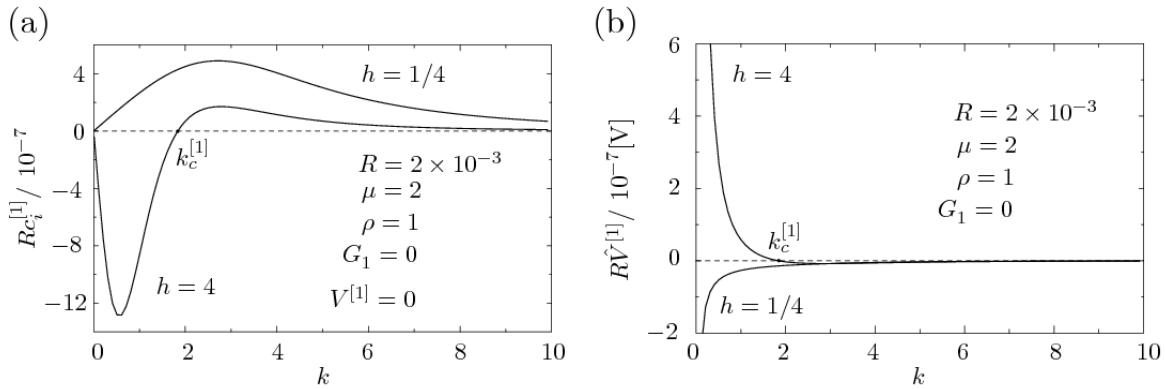 (a)
4
0
−4
−8
−12
Rc_i^{[1]} / 10^{−7}
h = 1/4
k_c^{[1]}
R = 2 × 10^{−3}
μ = 2
ρ = 1
G_1 = 0
h = 4
V^{[1]} = 0
0 2 4 6 8 10
k
(b)
6
4
2
0
−2
RV̂^{[1]} / 10^{−7}[V]
h = 4
R = 2 × 10^{−3}
μ = 2
ρ = 1
G_1 = 0
k_c^{[1]}
h = 1/4
0 2 4 6 8 10
k